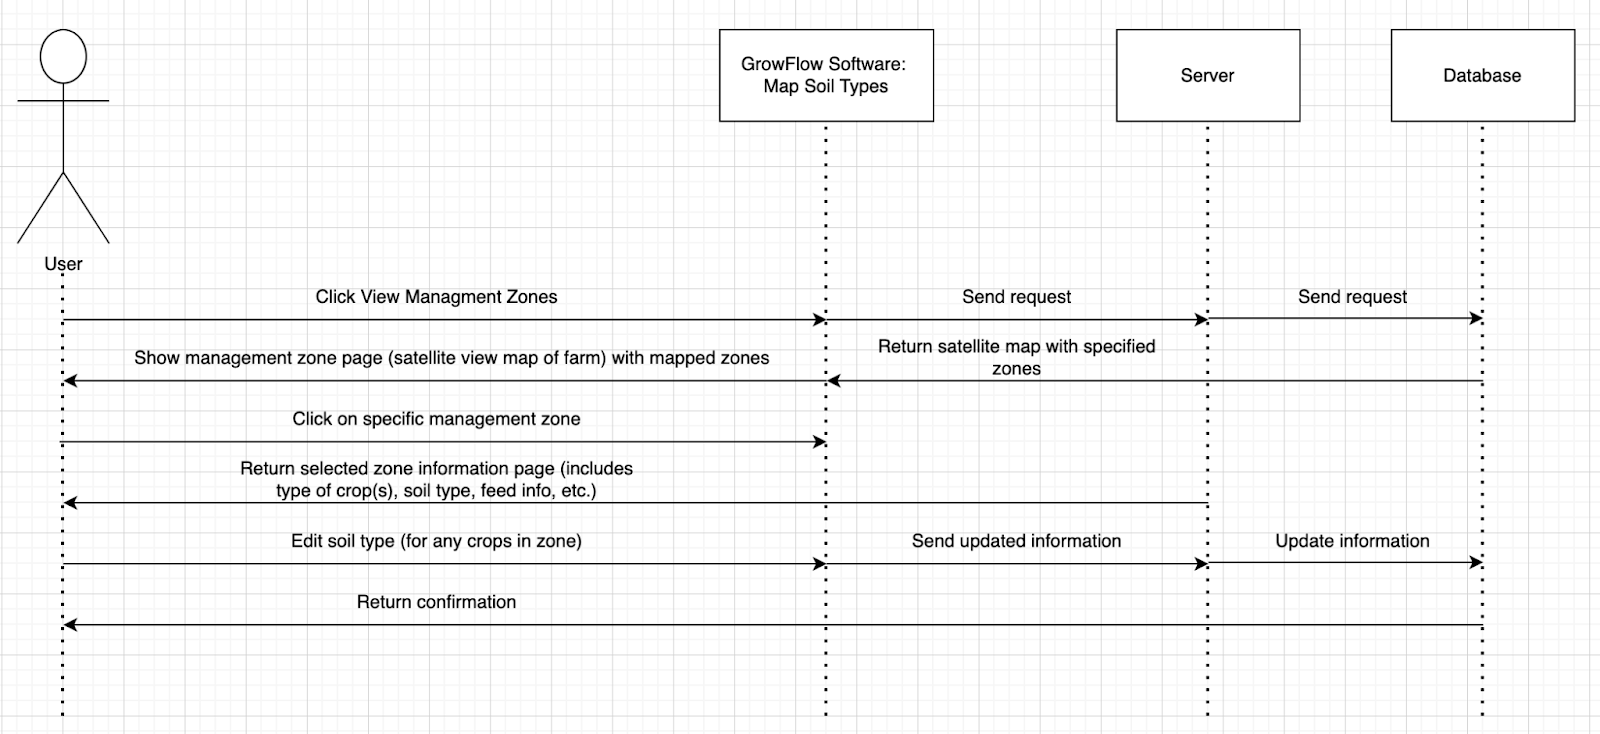 GrowFlow Software:
Map Soil Types
Server
Database
User
Click View Managment Zones
Send request
Send request
Show management zone page (satellite view map of farm) with mapped zones
Return satellite map with specified
zones
Click on specific management zone
Return selected zone information page (includes
type of crop(s), soil type, feed info, etc.)
Edit soil type (for any crops in zone)
Send updated information
Update information
Return confirmation